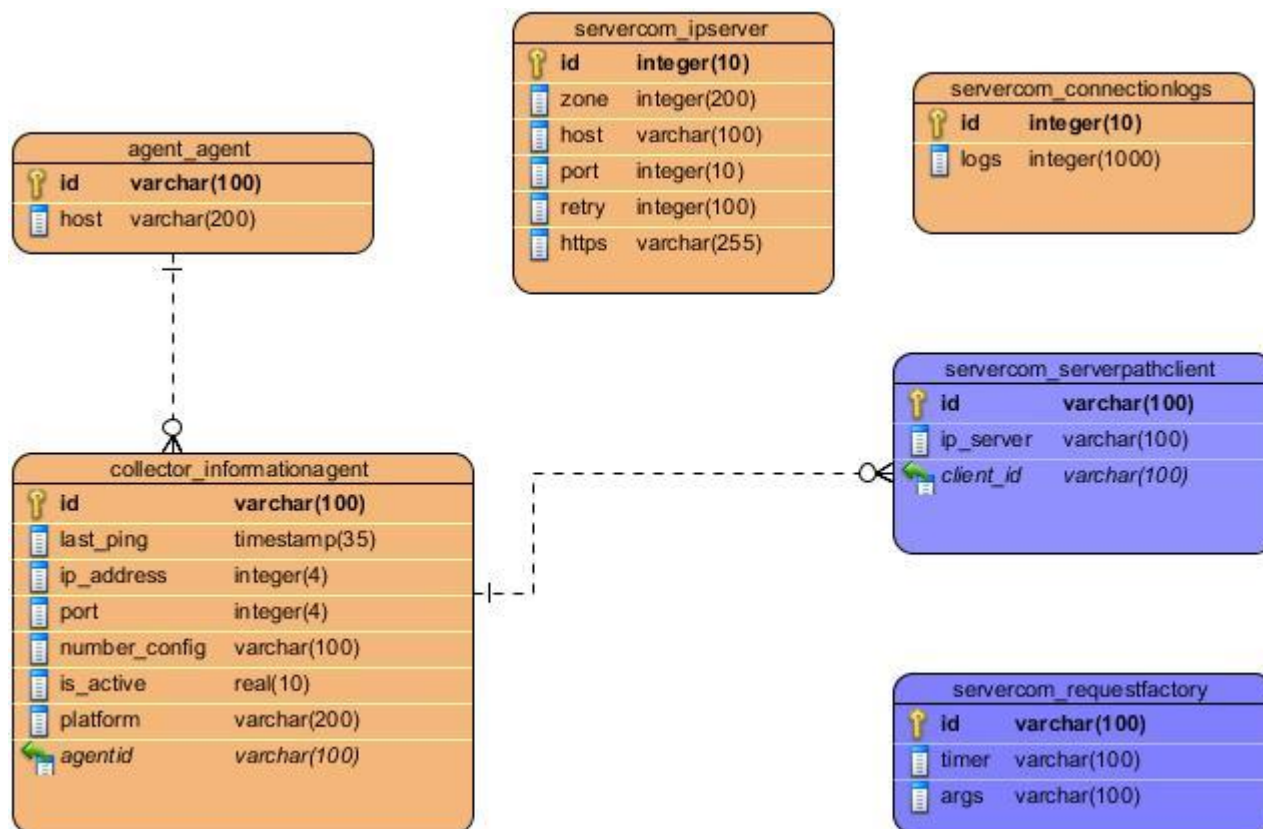 servercom_ipserver
id integer(10)
zone integer(200)
host varchar(100)
port integer(10)
retry integer(100)
https varchar(255)
servercom_connectionlogs
id integer(10)
logs integer(1000)
agent_agent
id varchar(100)
host varchar(200)
servercom_serverpathclient
id varchar(100)
ip_server varchar(100)
client_id varchar(100)
collector_informationagent
id varchar(100)
last_ping timestamp(35)
ip_address integer(4)
port integer(4)
number_config varchar(100)
is_active real(10)
platform varchar(200)
agentid varchar(100)
servercom_requestfactory
id varchar(100)
timer varchar(100)
args varchar(100)